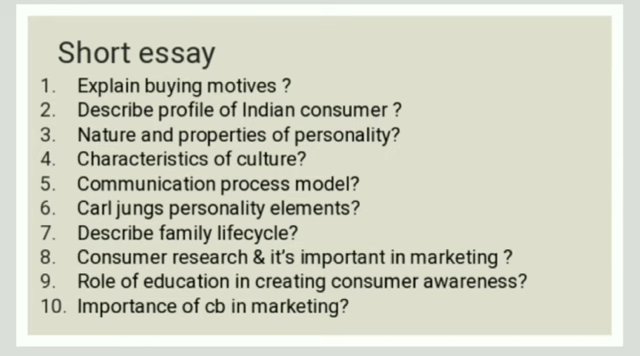 Short essay
1. Explain buying motives ?
2. Describe profile of Indian consumer ?
3. Nature and properties of personality?
4. Characteristics of culture?
5. Communication process model?
6. Carl jungs personality elements?
7. Describe family lifecycle?
8. Consumer research & it's important in marketing ?
9. Role of education in creating consumer awareness?
10. Importance of cb in marketing?